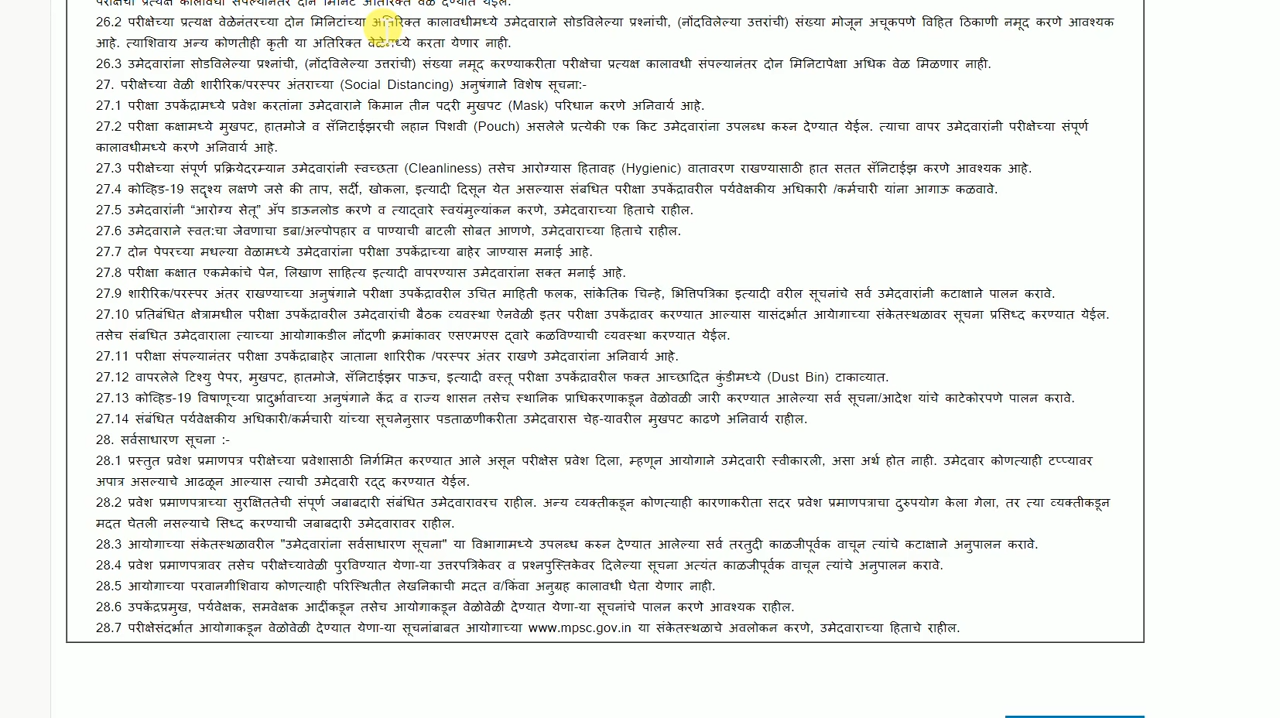 परीक्षेचा प्रत्यक्ष कालावधी संपल्यानंतर दोन मिनिटे अतिरिक्त वेळ देण्यात येईल.
26.2 परीक्षेच्या प्रत्यक्ष वेळेनंतरच्या दोन मिनिटांच्या अतिरिक्त कालावधीमध्ये उमेदवाराने सोडविलेल्या प्रश्नांची, (नोंदविलेल्या उत्तरांची) संख्या मोजून अचूकपणे विहित ठिकाणी नमूद करणे आवश्यक
आहे. त्याशिवाय अन्य कोणतीही कृती या अतिरिक्त वेळेमध्ये करता येणार नाही.
26.3 उमेदवारांना सोडविलेल्या प्रश्नांची, (नोंदविलेल्या उत्तरांची) संख्या नमूद करण्याकरीता परीक्षेचा प्रत्यक्ष कालावधी संपल्यानंतर दोन मिनिटापेक्षा अधिक वेळ मिळणार नाही.
27. परीक्षेच्या वेळी शारीरिक/परस्पर अंतराच्या (Social Distancing) अनुषंगाने विशेष सूचना:-
27.1 परीक्षा उपकेंद्रामध्ये प्रवेश करतांना उमेदवाराने किमान तीन पदरी मुखपट (Mask) परिधान करणे अनिवार्य आहे.
27.2 परीक्षा कक्षामध्ये मुखपट, हातमोजे व सॅनिटाईझरची लहान पिशवी (Pouch) असलेले प्रत्येकी एक किट उमेदवारांना उपलब्ध करुन देण्यात येईल. त्याचा वापर उमेदवारांनी परीक्षेच्या संपूर्ण
कालावधीमध्ये करणे अनिवार्य आहे.
27.3 परीक्षेच्या संपूर्ण प्रक्रियेदरम्यान उमेदवारांनी स्वच्छता (Cleanliness) तसेच आरोग्यास हितावह (Hygienic) वातावरण राखण्यासाठी हात सतत सॅनिटाईझ करणे आवश्यक आहे.
27.4 कोव्हिड-19 सदृश्य लक्षणे जसे की ताप, सर्दी, खोकला, इत्यादी दिसून येत असल्यास संबधित परीक्षा उपकेंद्रावरील पर्यवेक्षकीय अधिकारी /कर्मचारी यांना आगाऊ कळवावे.
27.5 उमेदवारांनी “आरोग्य सेतू” ॲप डाऊनलोड करणे व त्याद्वारे स्वयंमुल्यांकन करणे, उमेदवाराच्या हिताचे राहील.
27.6 उमेदवाराने स्वत:चा जेवणाचा डबा/अल्पोपहार व पाण्याची बाटली सोबत आणणे, उमेदवाराच्या हिताचे राहील.
27.7 दोन पेपरच्या मधल्या वेळामध्ये उमेदवारांना परीक्षा उपकेंद्राच्या बाहेर जाण्यास मनाई आहे.
27.8 परीक्षा कक्षात एकमेकांचे पेन, लिखाण साहित्य इत्यादी वापरण्यास उमेदवारांना सक्त मनाई आहे.
27.9 शारीरिक/परस्पर अंतर राखण्याच्या अनुषंगाने परीक्षा उपकेंद्रावरील उचित माहिती फलक, सांकेतिक चिन्हे, भित्तिपत्रिका इत्यादी वरील सूचनांचे सर्व उमेदवारांनी कटाक्षाने पालन करावे.
27.10 प्रतिबंधित क्षेत्रामधील परीक्षा उपकेंद्रावरील उमेदवारांची बैठक व्यवस्था ऐनवेळी इतर परीक्षा उपकेंद्रावर करण्यात आल्यास यासंदर्भात आयोगाच्या संकेतस्थळावर सूचना प्रसिध्द करण्यात येईल.
तसेच संबधित उमेदवाराला त्याच्या आयोगाकडील नोंदणी क्रमांकावर एसएमएस द्वारे कळविण्याची व्यवस्था करण्यात येईल.
27.11 परीक्षा संपल्यानंतर परीक्षा उपकेंद्राबाहेर जाताना शारिरीक /परस्पर अंतर राखणे उमेदवारांना अनिवार्य आहे.
27.12 वापरलेले टिश्यु पेपर, मुखपट, हातमोजे, सॅनिटाईझर पाऊच, इत्यादी वस्तू परीक्षा उपकेंद्रावरील फक्त आच्छादित कुंडीमध्ये (Dust Bin) टाकाव्यात.
27.13 कोव्हिड-19 विषाणूच्या प्रादुर्भावाच्या अनुषंगाने केंद्र व राज्य शासन तसेच स्थानिक प्राधिकरणाकडून वेळोवळी जारी करण्यात आलेल्या सर्व सूचना/आदेश यांचे काटेकोरपणे पालन करावे.
27.14 संबंधित पर्यवेक्षकीय अधिकारी/कर्मचारी यांच्या सूचनेनुसार पडताळणीकरीता उमेदवारास चेह-यावरील मुखपट काढणे अनिवार्य राहील.
28. सर्वसाधारण सूचना :-
28.1 प्रस्तुत प्रवेश प्रमाणपत्र परीक्षेच्या प्रवेशासाठी निर्गमित करण्यात आले असून परीक्षेस प्रवेश दिला, म्हणून आयोगाने उमेदवारी स्वीकारली, असा अर्थ होत नाही. उमेदवार कोणत्याही टप्प्यावर
अपात्र असल्याचे आढळून आल्यास त्याची उमेदवारी रद्द करण्यात येईल.
28.2 प्रवेश प्रमाणपत्राच्या सुरक्षिततेची संपूर्ण जबाबदारी संबंधित उमेदवारावरच राहील. अन्य व्यक्तीकडून कोणत्याही कारणाकरीता सदर प्रवेश प्रमाणपत्राचा दुरुपयोग केला गेला, तर त्या व्यक्तीकडून
मदत घेतली नसल्याचे सिध्द करण्याची जबाबदारी उमेदवारावर राहील.
28.3 आयोगाच्या संकेतस्थळावरील "उमेदवारांना सर्वसाधारण सूचना" या विभागामध्ये उपलब्ध करुन देण्यात आलेल्या सर्व तरतुदी काळजीपूर्वक वाचून त्यांचे कटाक्षाने अनुपालन करावे.
28.4 प्रवेश प्रमाणपत्रावर तसेच परीक्षेच्यावेळी पुरविण्यात येणा-या उत्तरपत्रिकेवर व प्रश्नपुस्तिकेवर दिलेल्या सूचना अत्यंत काळजीपूर्वक वाचून त्यांचे अनुपालन करावे.
28.5 आयोगाच्या परवानगीशिवाय कोणत्याही परिस्थितीत लेखनिकाची मदत व/किंवा अनुग्रह कालावधी घेता येणार नाही.
28.6 उपकेंद्रप्रमुख, पर्यवेक्षक, समवेक्षक आदींकडून तसेच आयोगाकडून वेळोवेळी देण्यात येणा-या सूचनांचे पालन करणे आवश्यक राहील.
28.7 परीक्षेसंदर्भात आयोगाकडून वेळोवेळी देण्यात येणा-या सूचनांबाबत आयोगाच्या www.mpsc.gov.in या संकेतस्थळाचे अवलोकन करणे, उमेदवाराच्या हिताचे राहील.